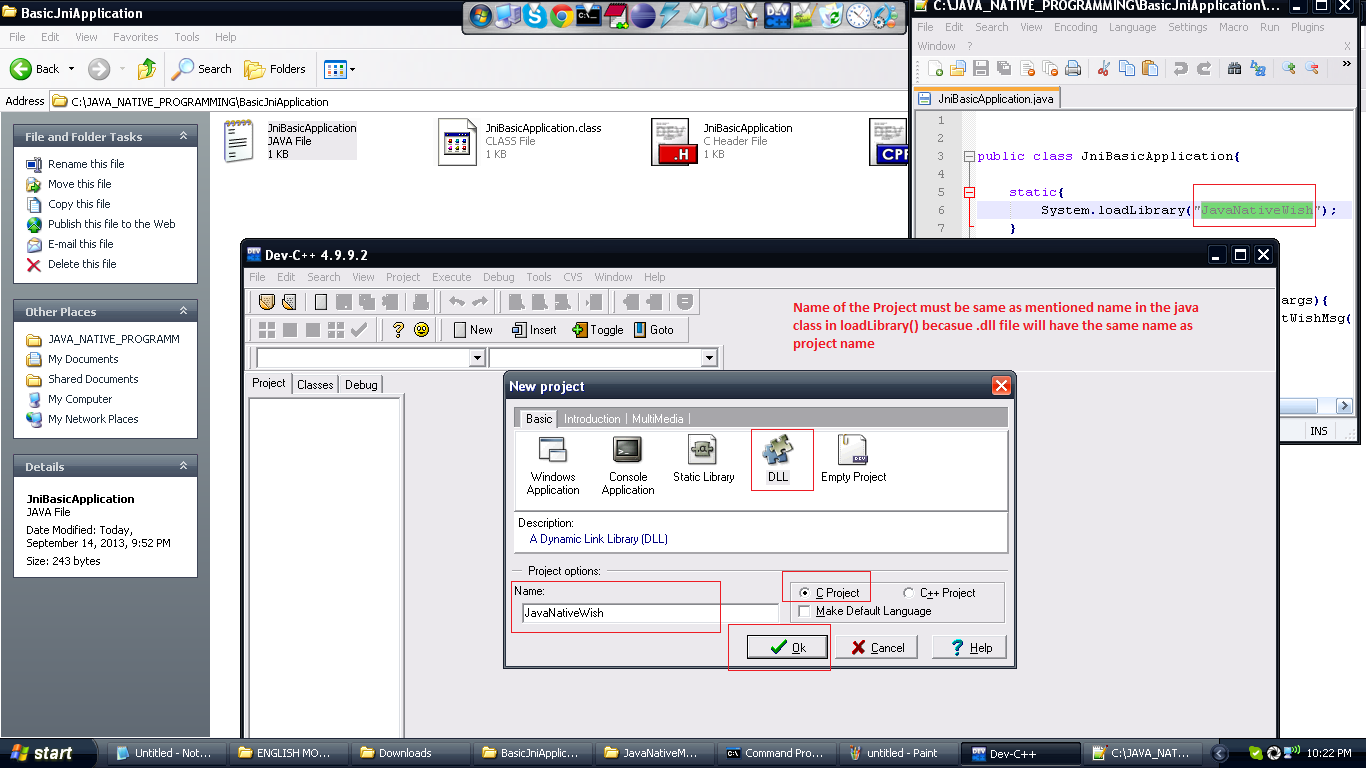 BasicJniApplication
File Edit View Favorites Tools Help
Back Search Folders
Address C:\JAVA_NATIVE_PROGRAMMING\BasicJniApplication
File and Folder Tasks
Rename this file
Move this file
Copy this file
Publish this file to the Web
E-mail this file
Delete this file
Other Places
JAVA_NATIVE_PROGRAMM
My Documents
Shared Documents
My Computer
My Network Places
Details
JniBasicApplication
JAVA File
Date Modified: Today,
September 14, 2013, 9:52 PM
Size: 243 bytes
JniBasicApplication
JAVA File
1 KB
JniBasicApplication.class
CLASS File
1 KB
DEV
.H
JniBasicApplication
C Header File
1 KB
DEV
CPP
C:\JAVA_NATIVE_PROGRAMMING\BasicJniApplication\...
File Edit Search View Encoding Language Settings Macro Run Plugins
Window ? X
JniBasicApplication.java
1
2
3 public class JniBasicApplication{
4
5 static{
6 System.loadLibrary("JavaNativeWish");
7 }
args){
tWishMsg(
INS
Dev-C++ 4.9.9.2
File Edit Search View Project Execute Debug Tools CVS Window Help
New Insert Toggle Goto
Project Classes Debug
Name of the Project must be same as mentioned name in the java
class in loadLibrary() becasue .dll file will have the same name as
project name
New project
Basic Introduction MultiMedia
Windows
Application
Console
Application
Static Library
DLL
Empty Project
Description:
A Dynamic Link Library (DLL)
Project options:
Name:
JavaNativeWish
C Project C++ Project
Make Default Language
Ok Cancel Help
start Untitled - Not... ENGLISH MO... Downloads BasicJniApplic... JavaNativeM... Command Pro... untitled - Paint Dev-C++ C:\JAVA_NAT... 10:22 PM